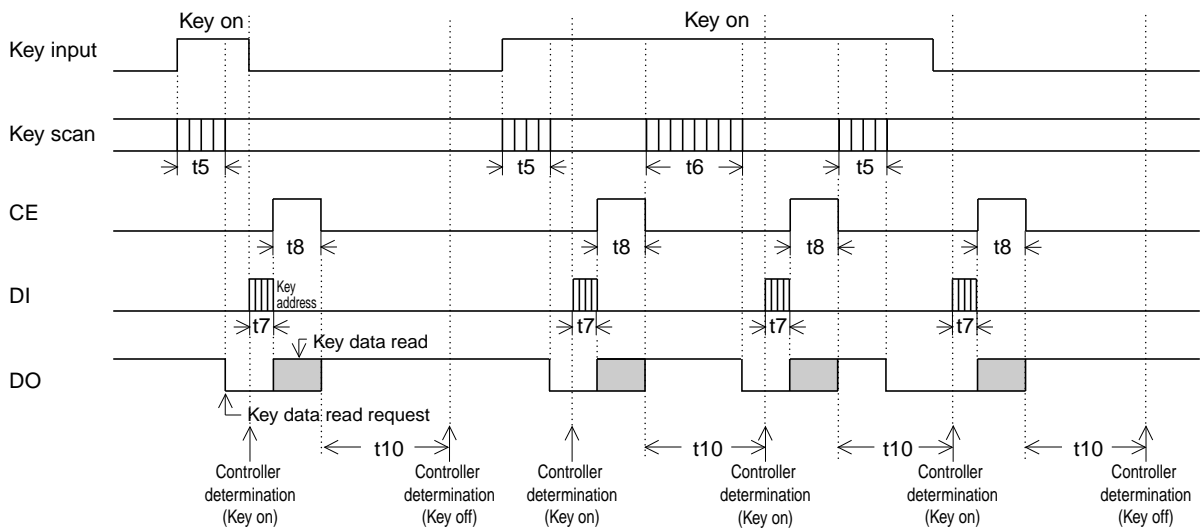 Key on
Key on
Key input
Key scan
t5
t5
t6
t5
CE
t8
t8
t8
t8
DI
Key
address
t7
t7
t7
t7
Key data read
DO
Key data read request
t10
t10
t10
t10
Controller
determination
(Key on)
Controller
determination
(Key off)
Controller
determination
(Key on)
Controller
determination
(Key on)
Controller
determination
(Key on)
Controller
determination
(Key off)